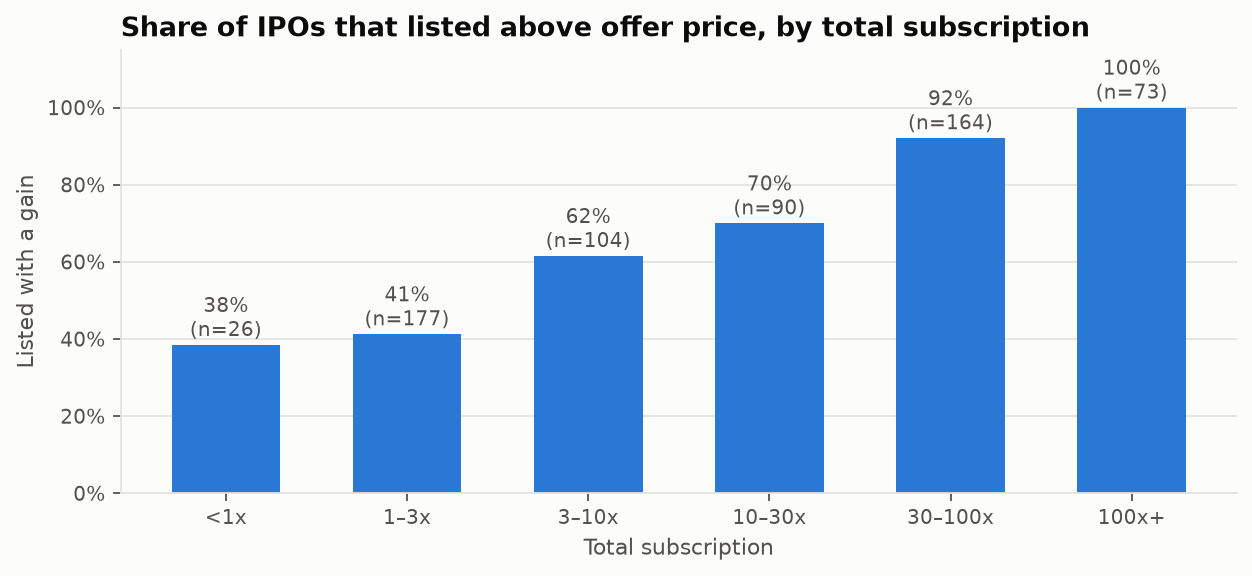 Share of IPOs that listed above offer price, by total subscription
Listed with a gain
100%
80%
60%
40%
20%
0%
38%
(n=26)
41%
(n=177)
62%
(n=104)
70%
(n=90)
92%
(n=164)
100%
(n=73)
<1x
1–3x
3–10x
10–30x
30–100x
100x+
Total subscription